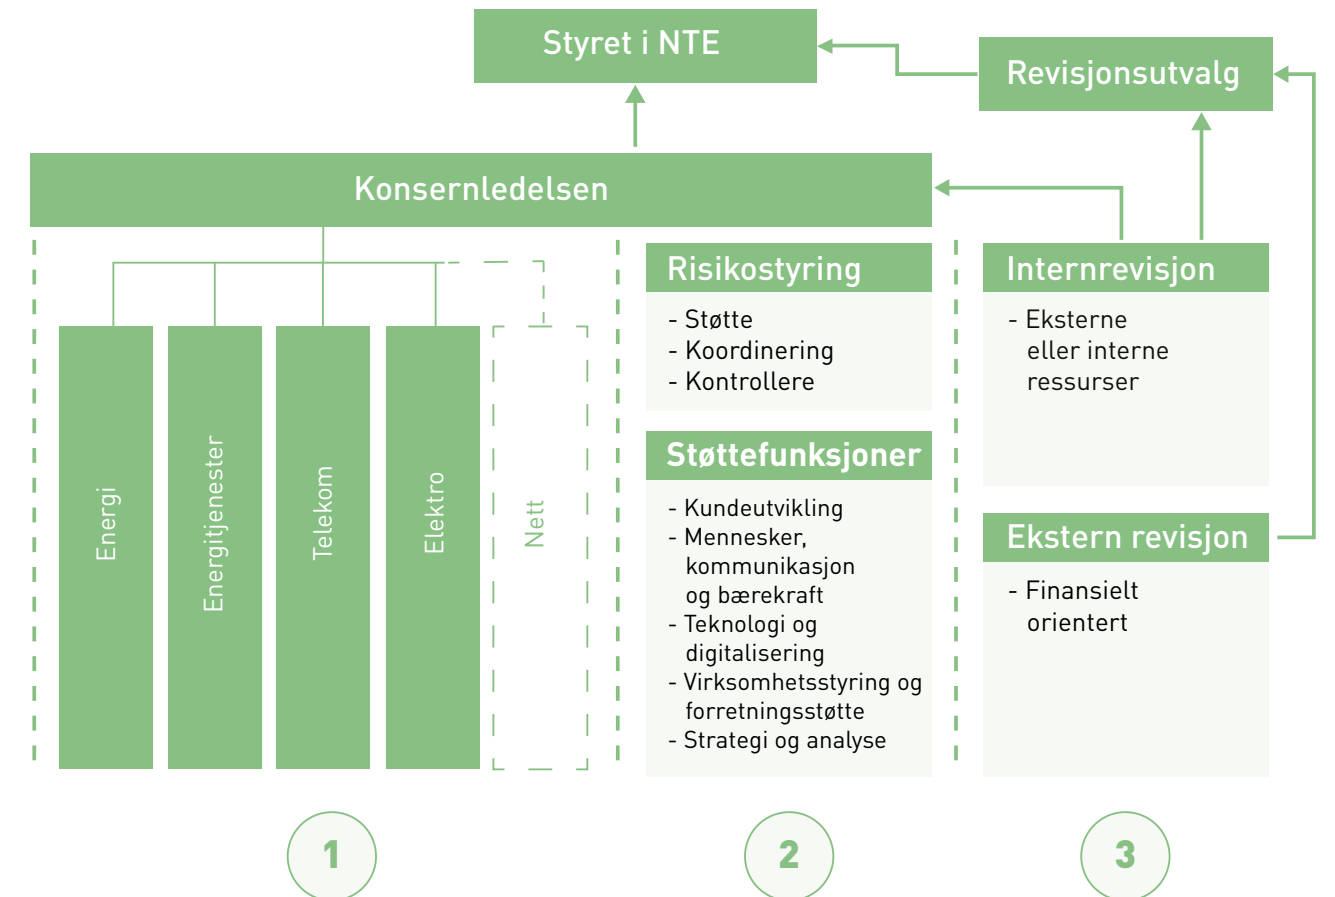 Styret i NTE
Revisjonsutvalg
Konsernledelsen
Energi
Energitjenester
Telekom
Elektro
Nett
Risikostyring
- Støtte
- Koordinering
- Kontrollere
Støttefunksjoner
- Kundeutvikling
- Mennesker,
kommunikasjon
og bærekraft
- Teknologi og
digitalisering
- Virksomhetsstyring og
forretningsstøtte
- Strategi og analyse
Internrevisjon
- Eksterne
eller interne
ressurser
Ekstern revisjon
- Finansielt
orientert
1
2
3